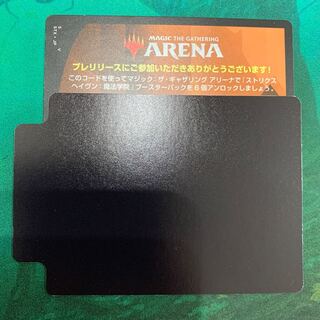 MAGIC THE GATHERING
ARENA
プレリリースにご参加いただきありがとうございます！
このコードを使ってマジック：ザ・ギャザリング アリーナで「ストリクス
ヘイヴン：魔法学院」ブースターパックを6個アンロックしましょう。